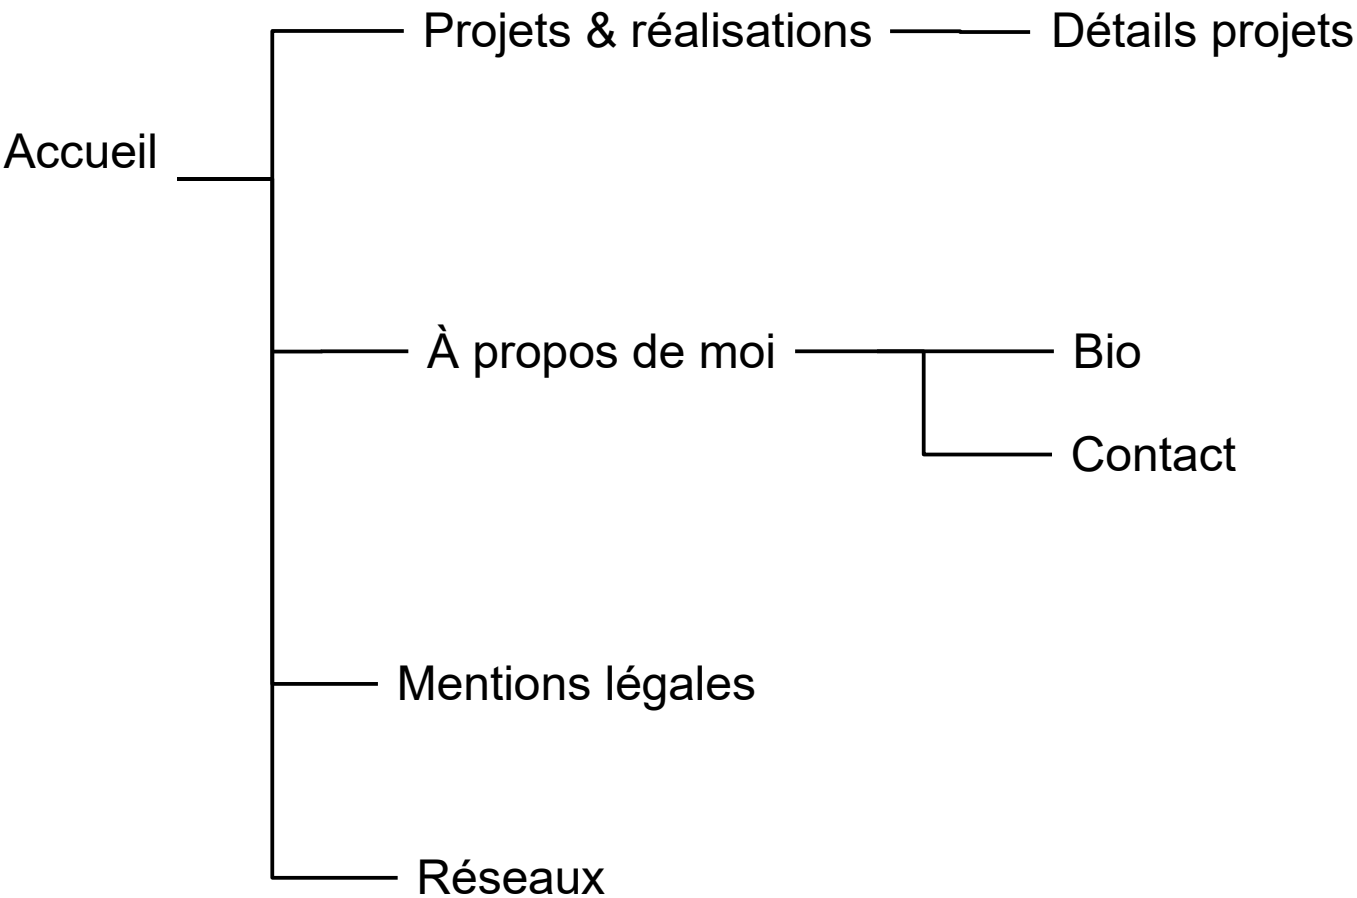 Projets & réalisations
Détails projets
Accueil
À propos de moi
Bio
Contact
Mentions légales
Réseaux